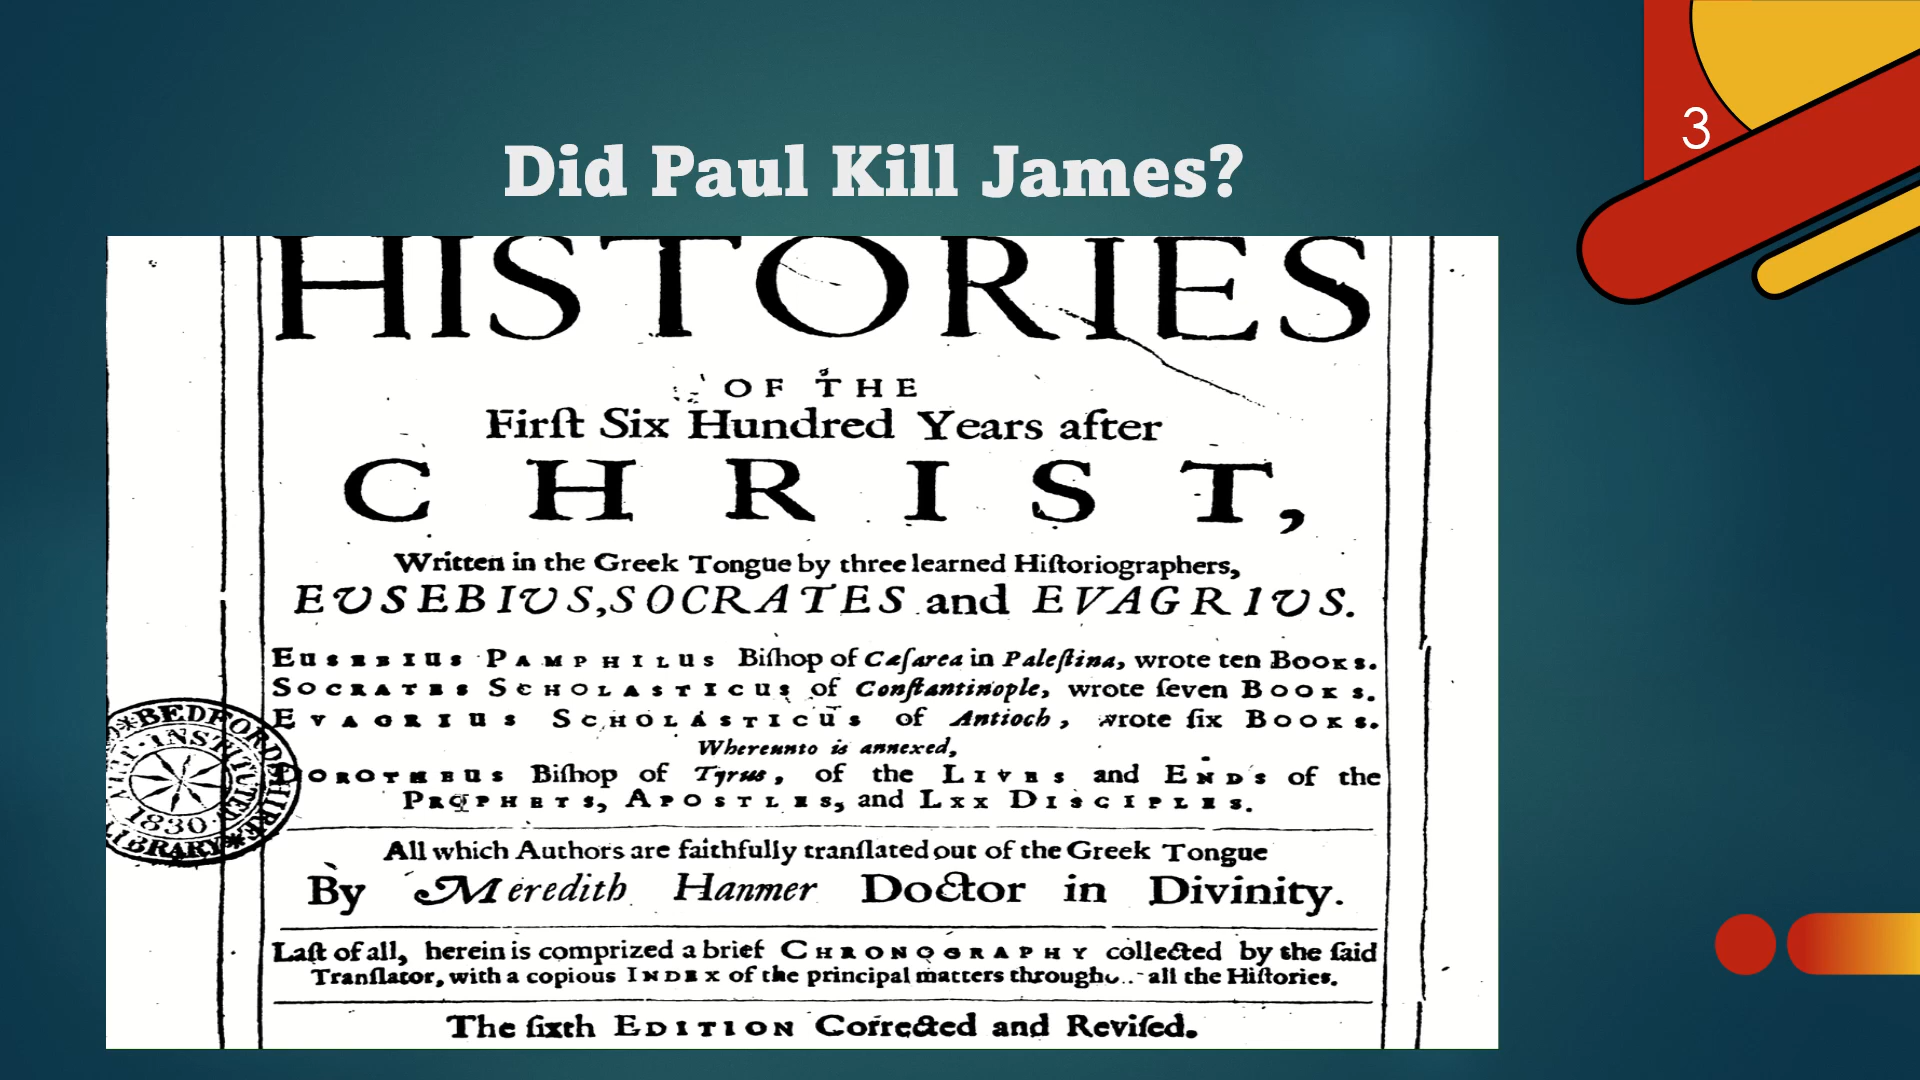 3
Did Paul Kill James?
HISTORIES
OF THE
Firſt Six Hundred Years after
CHRIST,
Written in the Greek Tongue by three learned Hiſtoriographers,
EUSEBIUS, SOCRATES and EVAGRIUS.
EUSEBIUS PAMPHILUS Biſhop of Cæſarea in Paleſtina, wrote ten BOOKS.
SOCRATES SCHOLASTICUS of Conſtantinople, wrote ſeven BOOKS.
EVAGRIUS SCHOLASTICUS of Antioch, wrote ſix BOOKS.
Whereunto is annexed,
DOROTHEUS Biſhop of Tyrus, of the LIVES and ENDS of the
PROPHETS, APOSTLES, and LXX DISCIPLES.
BEDFORDSHIRE
INSTITUTED
1830
LIBRARY
All which Authors are faithfully tranſlated out of the Greek Tongue
By Meredith Hanmer Doctor in Divinity.
Laſt of all, herein is comprized a brief CHRONOGRAPHY collected by the ſaid
Tranſlator, with a copious INDEX of the principal matters through all the Hiſtories.
The ſixth EDITION Corrected and Reviſed.